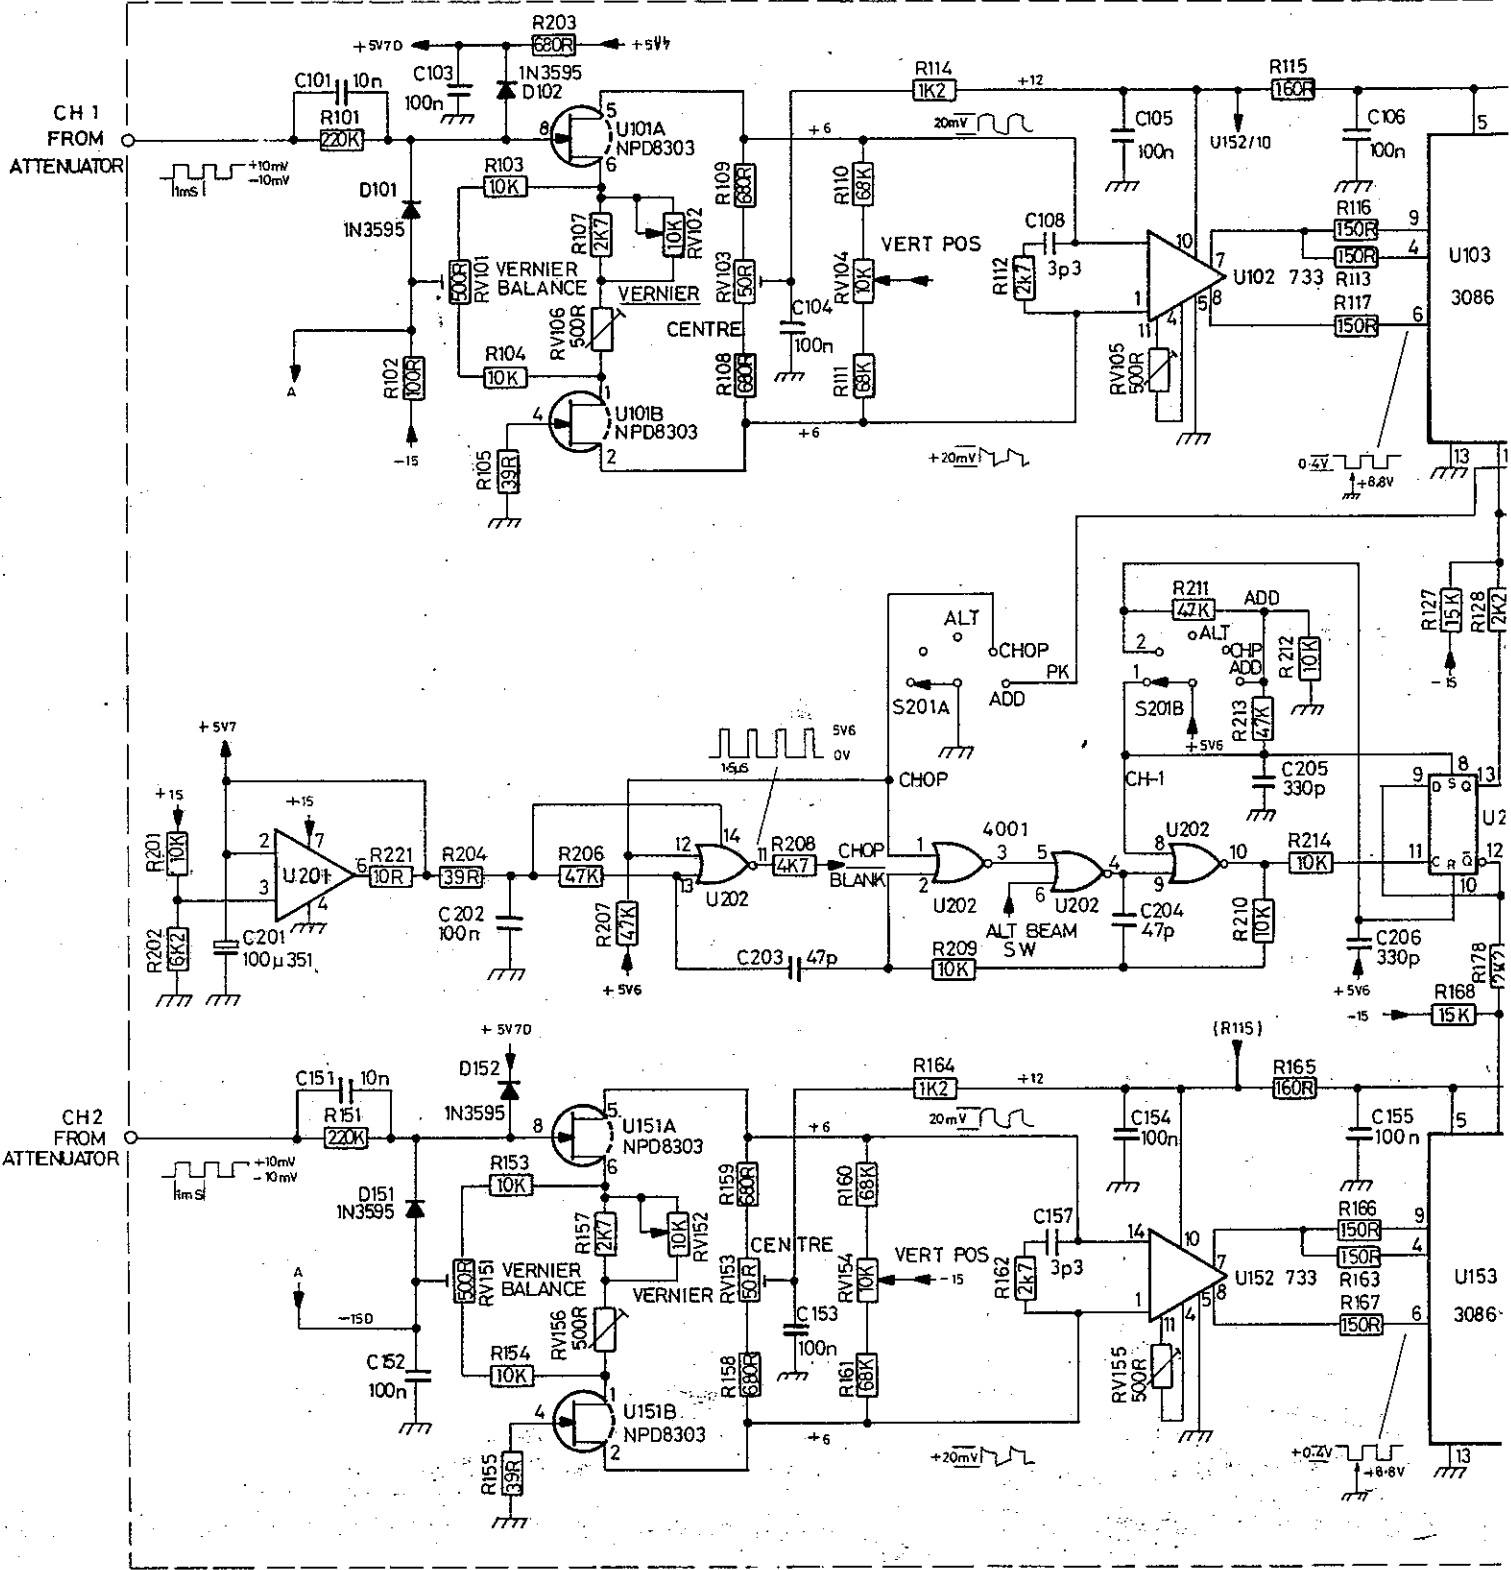 R203
680R
+5V7D
C103
100n
1N3595
D102
C101 10n
R101
220K
CH 1
FROM
ATTENUATOR
+10mV
-10mV
1mS
D101
1N3595
8
5
6
U101A
NPD8303
R103
10K
R107
2K7
10K
RV102
500R
RV101
VERNIER
BALANCE
VERNIER
RV106
500R
R104
10K
R102
100R
A
-15
4
1
2
U101B
NPD8303
R105
39R
R109
680R
RV103
50R
CENTRE
R108
680R
C104
100n
R114
1K2
+12
+6
20mV
R110
68K
RV104
10K
VERT POS
R111
68K
+6
+20mV
C108
3p3
R112
2k7
C105
100n
U152/10
R115
160R
C106
100n
5
10
7
8
1
11
4
5
U102 733
RV105
500R
R116
150R
150R
R113
R117
150R
9
4
6
U103
3086
13
1
0.4V
+8.8V
R127
15K
R128
2K2
-15
ALT
CHOP
S201A
ADD
PK
R211
47K
ADD
2
ALT
CHP
ADD
1
S201B
+5V6
R212
10K
R213
47K
C205
330p
CH-1
+5V7
+15
R201
10K
R202
6K2
+15
2
3
7
6
4
U201
C201
100µ 351
R221
10R
R204
39R
C202
100n
R206
47K
R207
47K
+5V6
5V6
0V
1.5µS
CHOP
12
13
14
11
U202
R208
4K7
CHOP
BLANK
C203
47p
1
2
3
4001
U202
R209
10K
5
6
4
U202
ALT BEAM
SW
C204
47p
U202
8
9
10
R210
10K
R214
10K
9
8
13
D S Q
11
C R Q
12
10
U2
C206
330p
+5V6
R178
2K2
R168
15K
-15
+5V7D
D152
1N3595
C151 10n
R151
220K
CH2
FROM
ATTENUATOR
+10mV
-10mV
1mS
D151
1N3595
8
5
6
U151A
NPD8303
R153
10K
R157
2K7
10K
RV152
500R
RV151
VERNIER
BALANCE
VERNIER
RV156
500R
A
-15D
C152
100n
R154
10K
4
1
2
U151B
NPD8303
R155
39R
R159
680R
CENTRE
RV153
50R
R158
680R
C153
100n
R164
1K2
+12
+6
20mV
R160
68K
RV154
10K
VERT POS
-15
R161
68K
+6
+20mV
C157
3p3
R162
2k7
(R115)
C154
100n
R165
160R
C155
100n
5
14
10
7
8
1
11
4
5
U152 733
RV155
500R
R166
150R
150R
R163
R167
150R
9
4
6
U153
3086
13
+0.4V
+8.8V